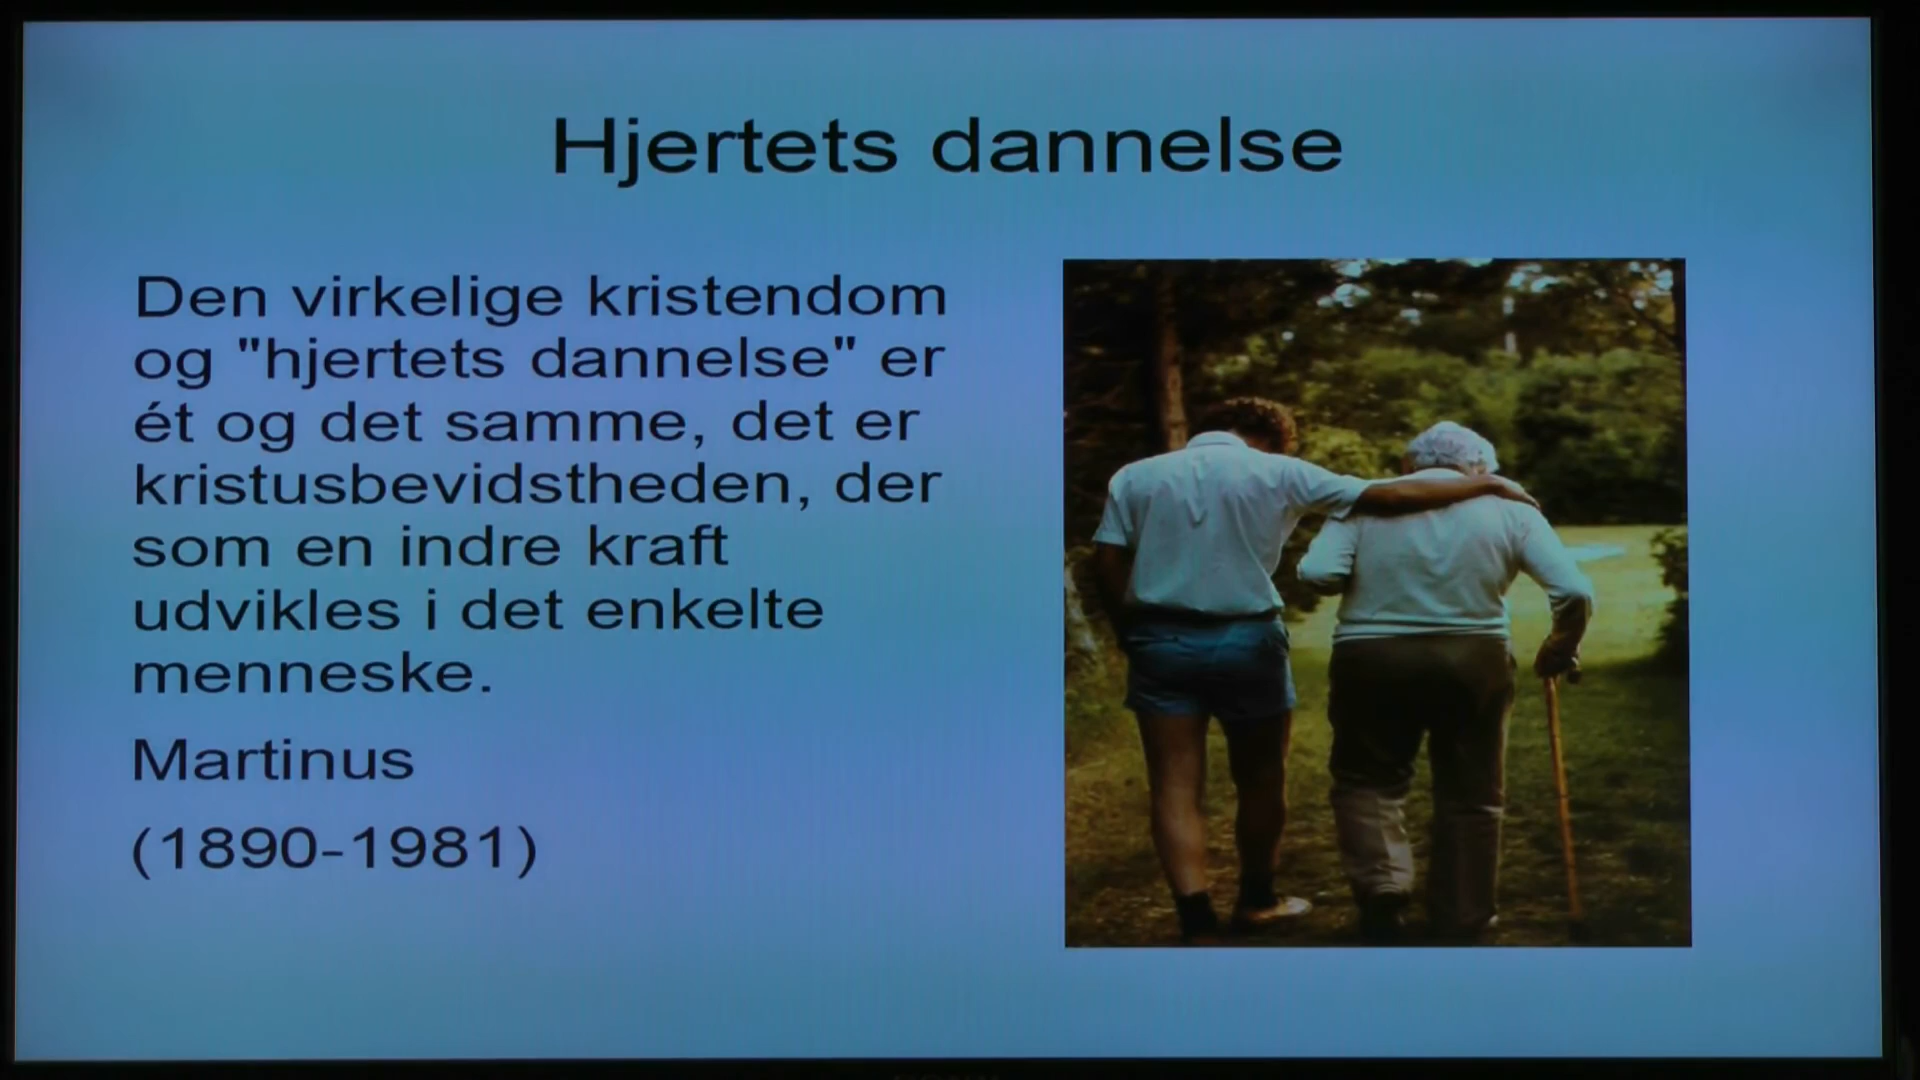 Hjertets dannelse
Den virkelige kristendom
og "hjertets dannelse" er
ét og det samme, det er
kristusbevidstheden, der
som en indre kraft
udvikles i det enkelte
menneske.
Martinus
(1890-1981)